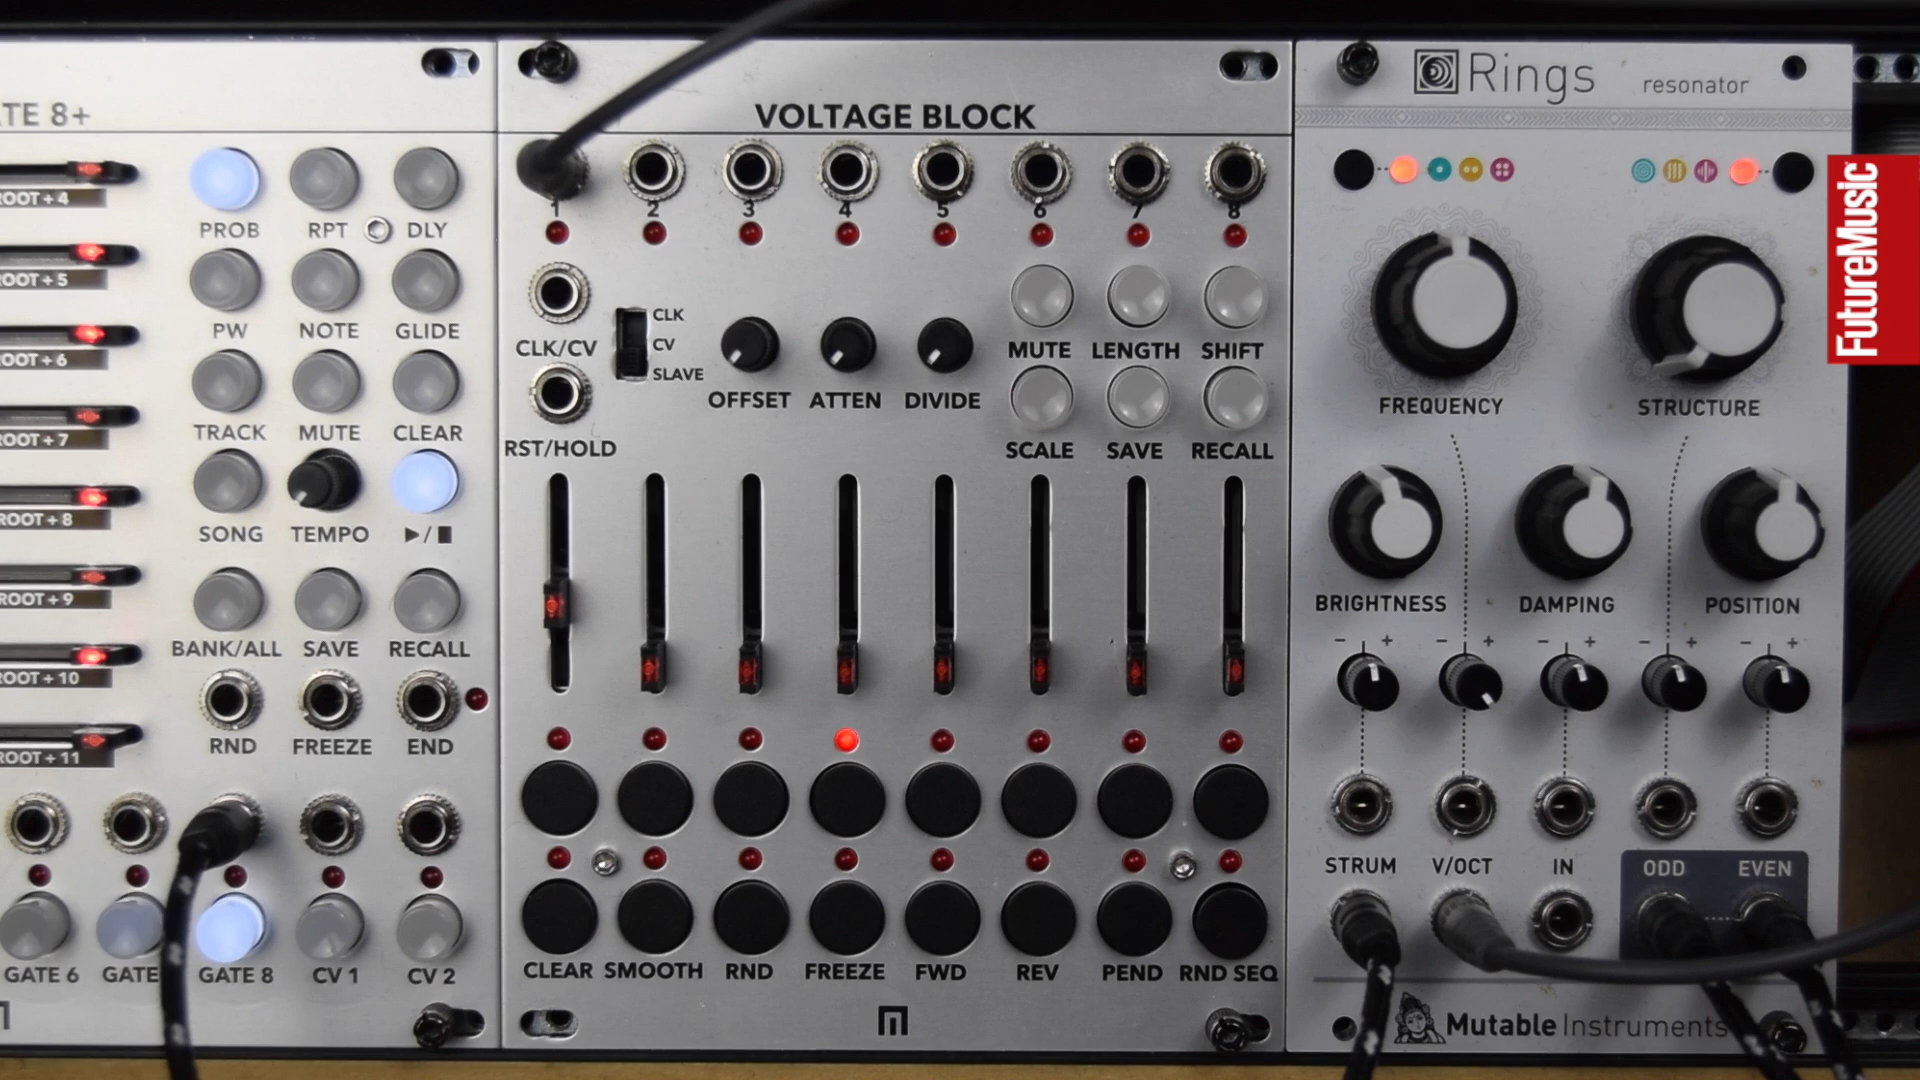 TE 8+
ROOT + 4
ROOT + 5
ROOT + 6
ROOT + 7
ROOT + 8
ROOT + 9
ROOT + 10
ROOT + 11
PROB RPT DLY
PW NOTE GLIDE
TRACK MUTE CLEAR
SONG TEMPO ▶/■
BANK/ALL SAVE RECALL
RND FREEZE END
GATE 6 GATE GATE 8 CV 1 CV 2
VOLTAGE BLOCK
1 2 3 4 5 6 7 8
CLK
CV
SLAVE
CLK/CV
RST/HOLD
OFFSET ATTEN DIVIDE
MUTE LENGTH SHIFT
SCALE SAVE RECALL
CLEAR SMOOTH RND FREEZE FWD REV PEND RND SEQ
Rings resonator
FREQUENCY STRUCTURE
BRIGHTNESS DAMPING POSITION
- + - + - + - + - +
STRUM V/OCT IN ODD EVEN
Mutable Instruments
FutureMusic